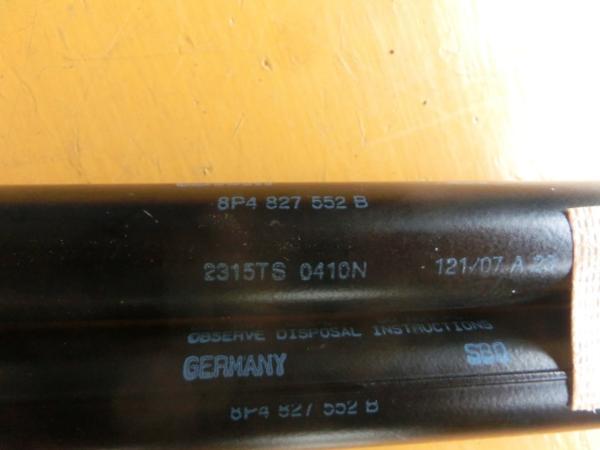 8P4 827 552 B
2315TS 0410N 121/07 A
OBSERVE DISPOSAL INSTRUCTIONS
GERMANY
8P4 827 552 B